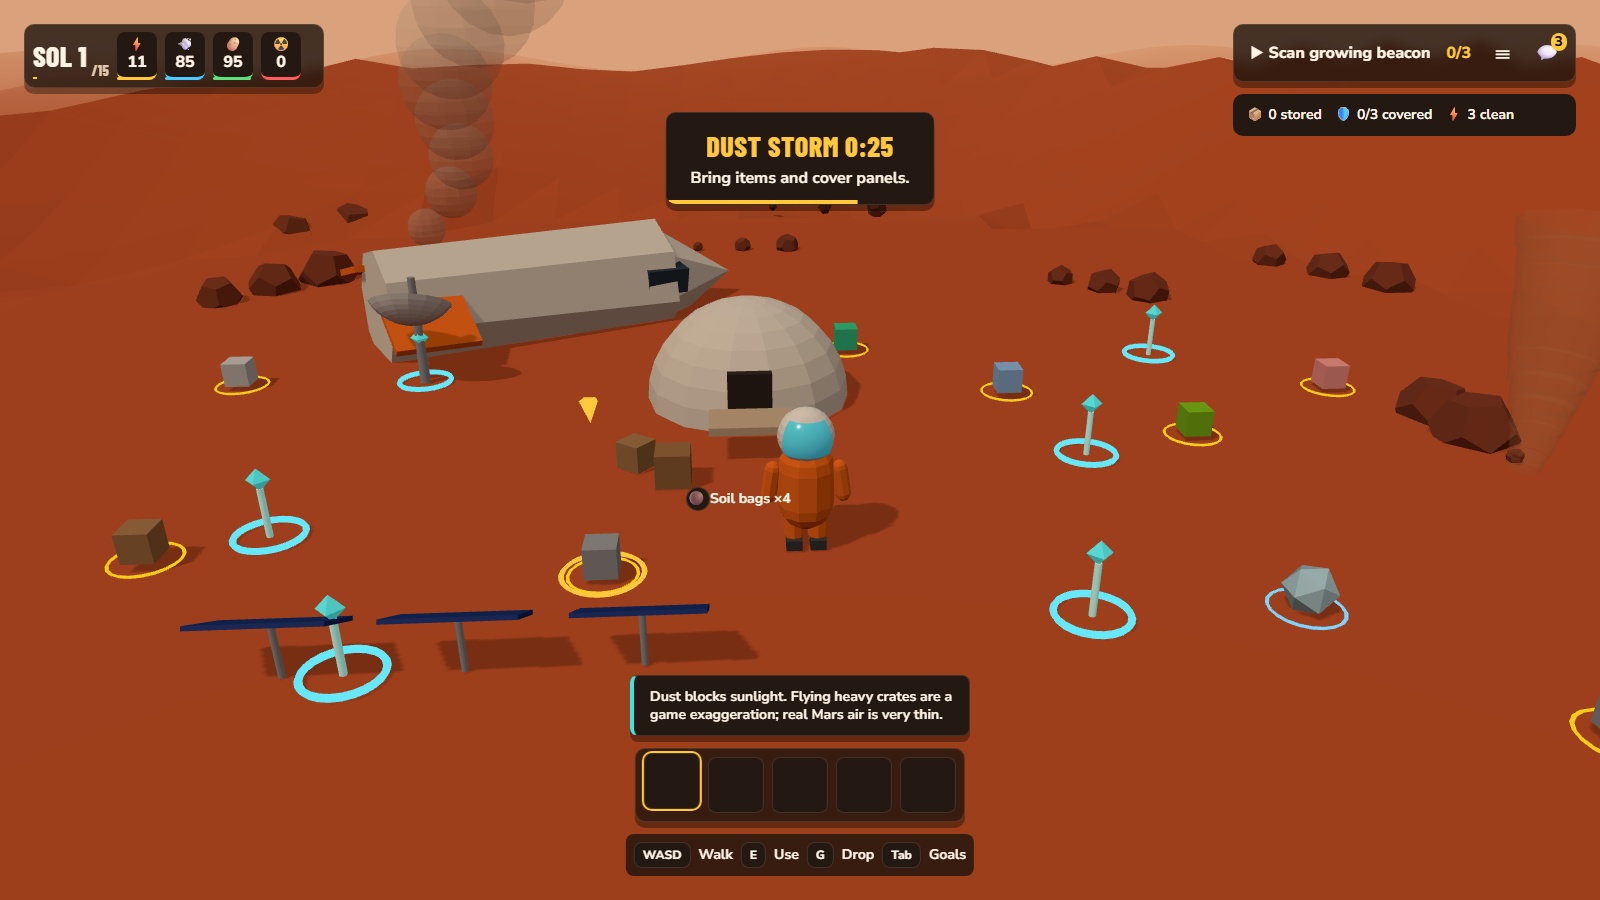 SOL 1 /15
11 85 95 0
Scan growing beacon 0/3
3
0 stored 0/3 covered 3 clean
DUST STORM 0:25
Bring items and cover panels.
Soil bags ×4
Dust blocks sunlight. Flying heavy crates are a
game exaggeration; real Mars air is very thin.
WASD Walk E Use G Drop Tab Goals